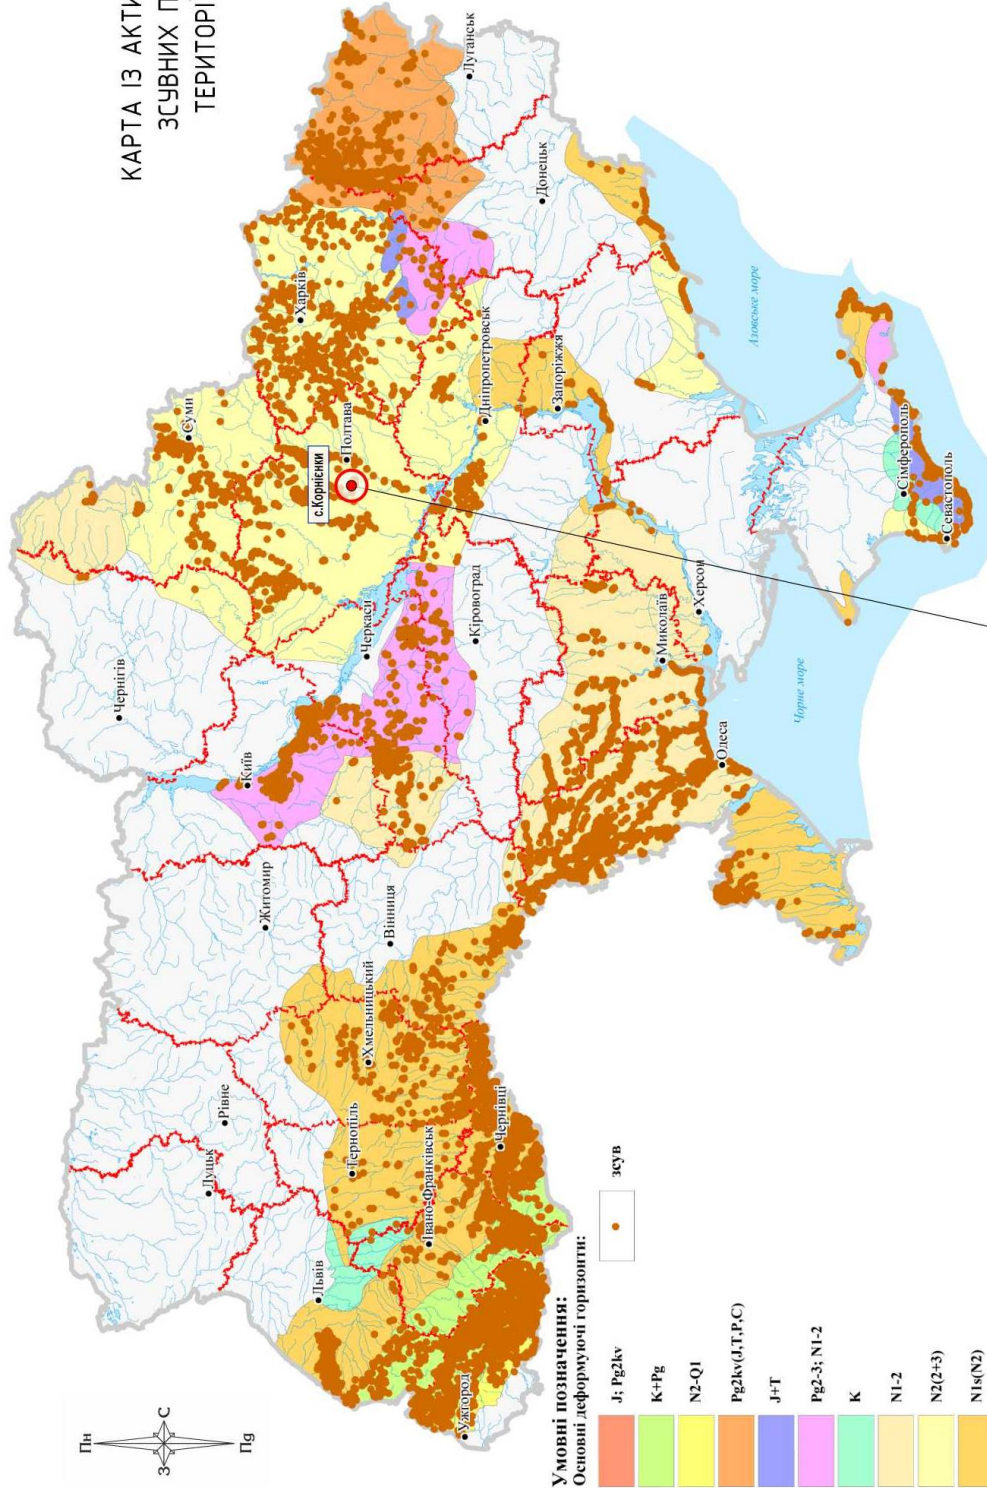 КАРТА ІЗ АКТИ
ЗСУВНИХ П
ТЕРИТОРІ
Пн
З
С
Пд
Чернігів
Суми
Луцьк
Рівне
Житомир
Київ
Харків
с.Корнієнки
Полтава
Львів
Тернопіль
Хмельницький
Вінниця
Черкаси
Луганськ
Ужгород
Івано-Франківськ
Чернівці
Кіровоград
Дніпропетровськ
Донецьк
Запоріжжя
Миколаїв
Херсон
Одеса
Азовське море
Чорне море
Сімферополь
Севастополь
Умовні позначення:
Основні деформуючі горизонти:
J; Pg2kv
K+Pg
N2-Q1
Pg2kv(J,T,P,C)
J+T
Pg2-3; N1-2
K
N1-2
N2(2+3)
N1s(N2)
зсув